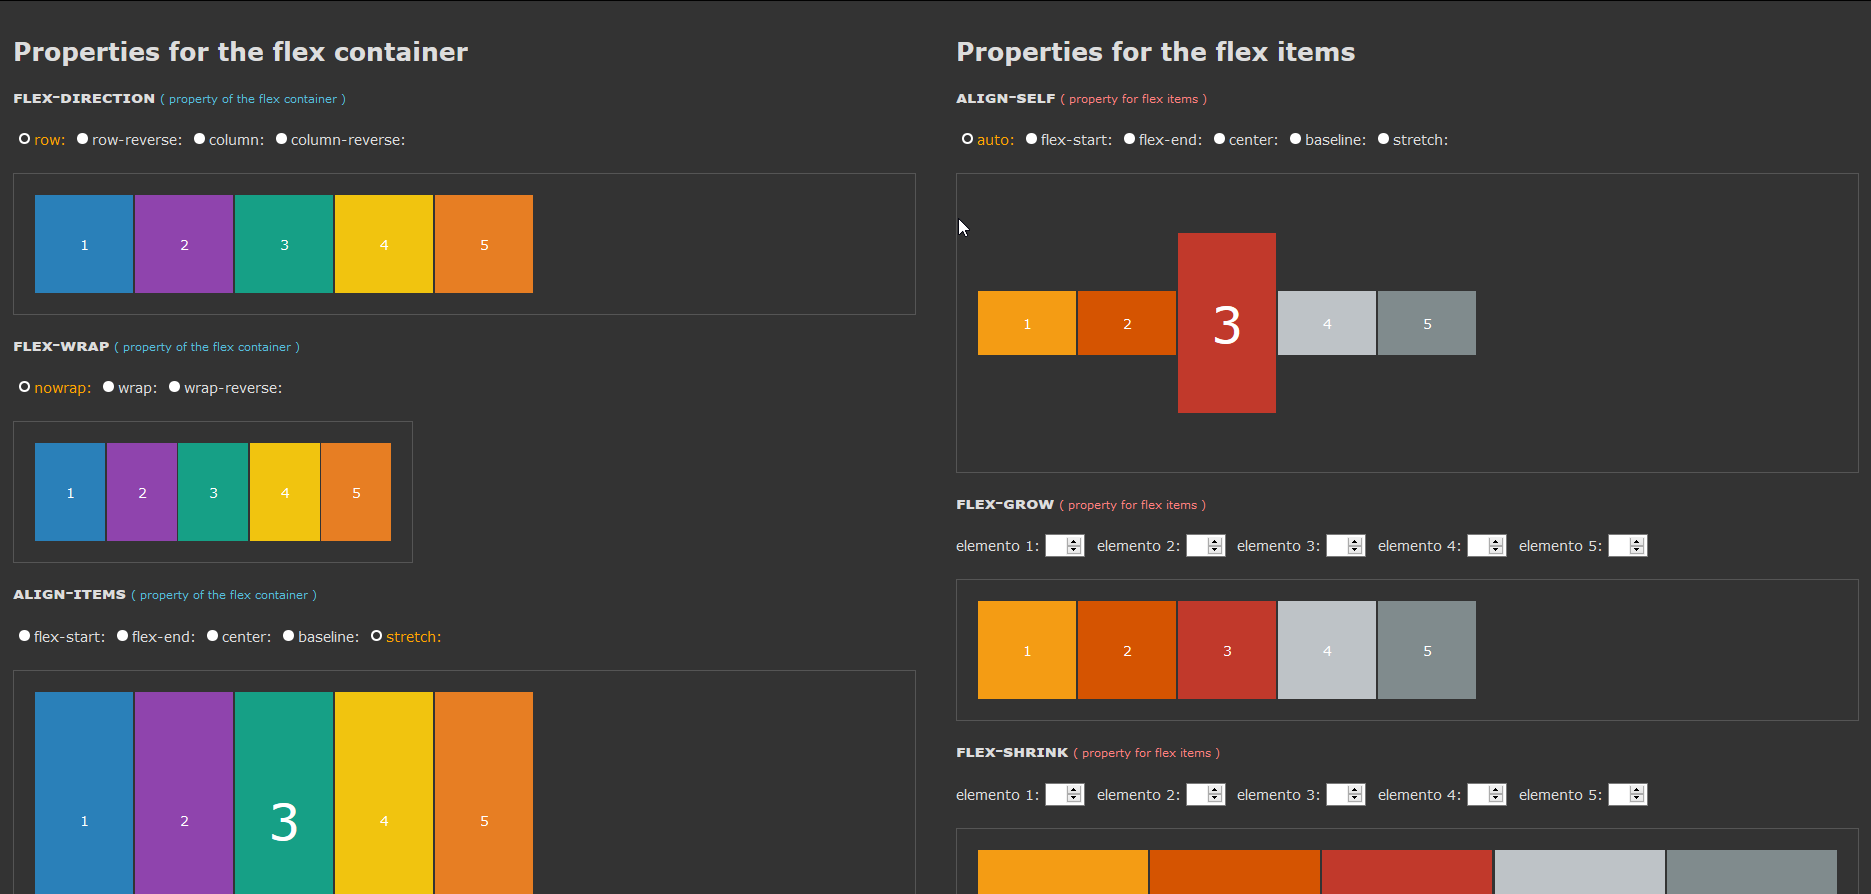 Properties for the flex container
FLEX-DIRECTION ( property of the flex container )
row: row-reverse: column: column-reverse:
1 2 3 4 5
FLEX-WRAP ( property of the flex container )
nowrap: wrap: wrap-reverse:
1 2 3 4 5
ALIGN-ITEMS ( property of the flex container )
flex-start: flex-end: center: baseline: stretch:
1 2 3 4 5
Properties for the flex items
ALIGN-SELF ( property for flex items )
auto: flex-start: flex-end: center: baseline: stretch:
1 2 3 4 5
FLEX-GROW ( property for flex items )
elemento 1: elemento 2: elemento 3: elemento 4: elemento 5:
1 2 3 4 5
FLEX-SHRINK ( property for flex items )
elemento 1: elemento 2: elemento 3: elemento 4: elemento 5: